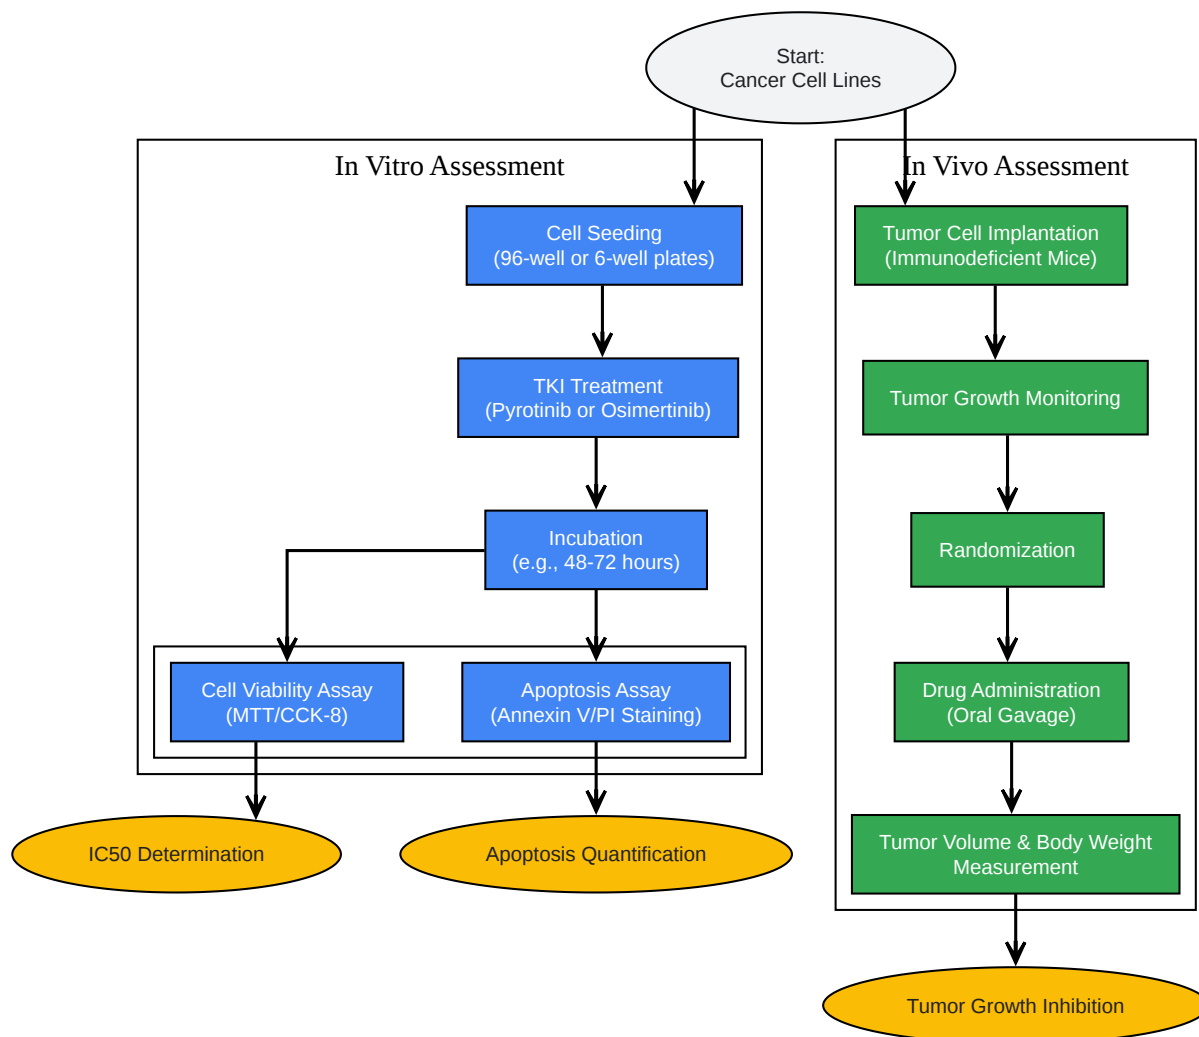 Start:
Cancer Cell Lines
In Vitro Assessment
Cell Seeding
(96-well or 6-well plates)
TKI Treatment
(Pyrotinib or Osimertinib)
Incubation
(e.g., 48-72 hours)
Cell Viability Assay
(MTT/CCK-8)
Apoptosis Assay
(Annexin V/PI Staining)
IC50 Determination
Apoptosis Quantification
In Vivo Assessment
Tumor Cell Implantation
(Immunodeficient Mice)
Tumor Growth Monitoring
Randomization
Drug Administration
(Oral Gavage)
Tumor Volume & Body Weight
Measurement
Tumor Growth Inhibition